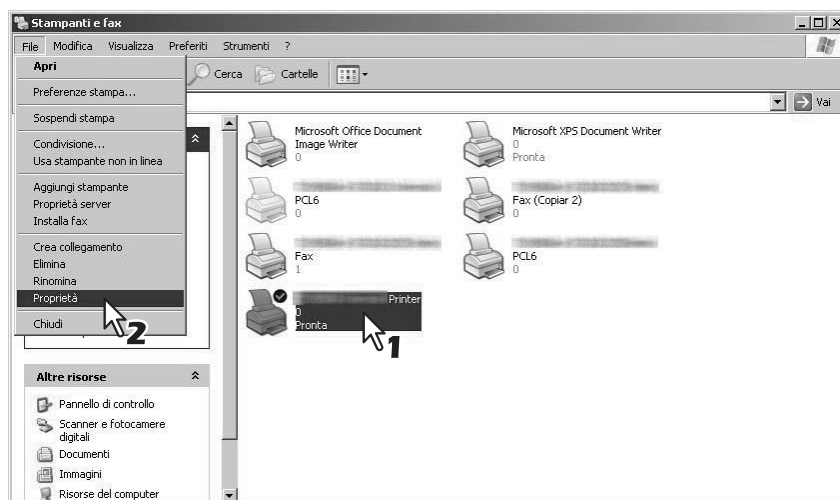 Stampanti e fax
File Modifica Visualizza Preferiti Strumenti ?
Cerca Cartelle
Vai
Apri
Preferenze stampa...
Sospendi stampa
Condivisione...
Usa stampante non in linea
Aggiungi stampante
Proprietà server
Installa fax
Crea collegamento
Elimina
Rinomina
Proprietà
Chiudi
2
Altre risorse
Pannello di controllo
Scanner e fotocamere
digitali
Documenti
Immagini
Risorse del computer
Microsoft Office Document
Image Writer
0
Microsoft XPS Document Writer
0
Pronta
PCL6
0
Fax (Copiar 2)
0
Fax
1
PCL6
0
Printer
0
Pronta
1